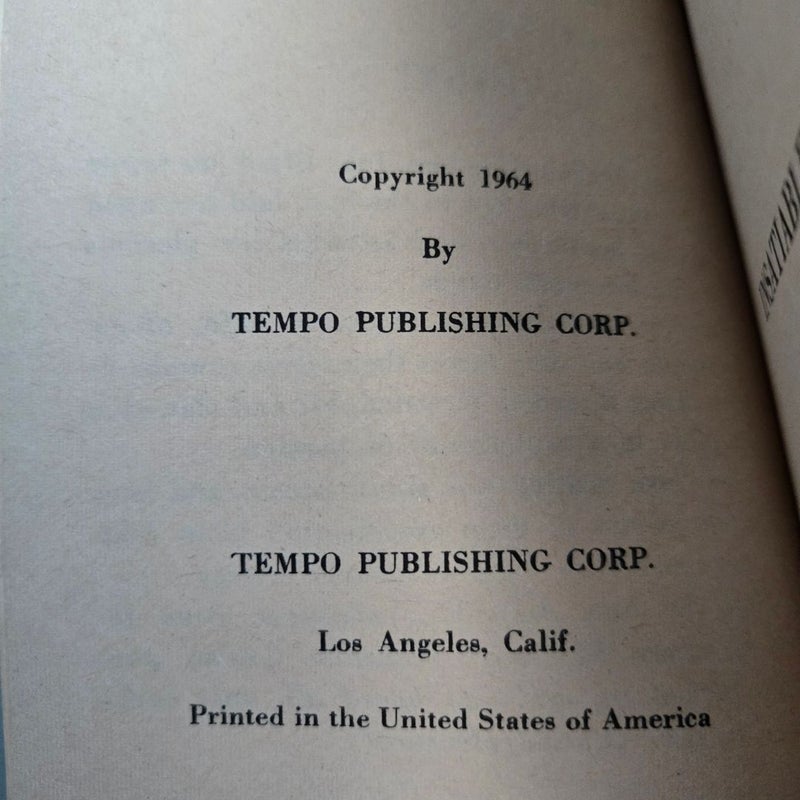 Copyright 1964
By
TEMPO PUBLISHING CORP.
TEMPO PUBLISHING CORP.
Los Angeles, Calif.
Printed in the United States of America